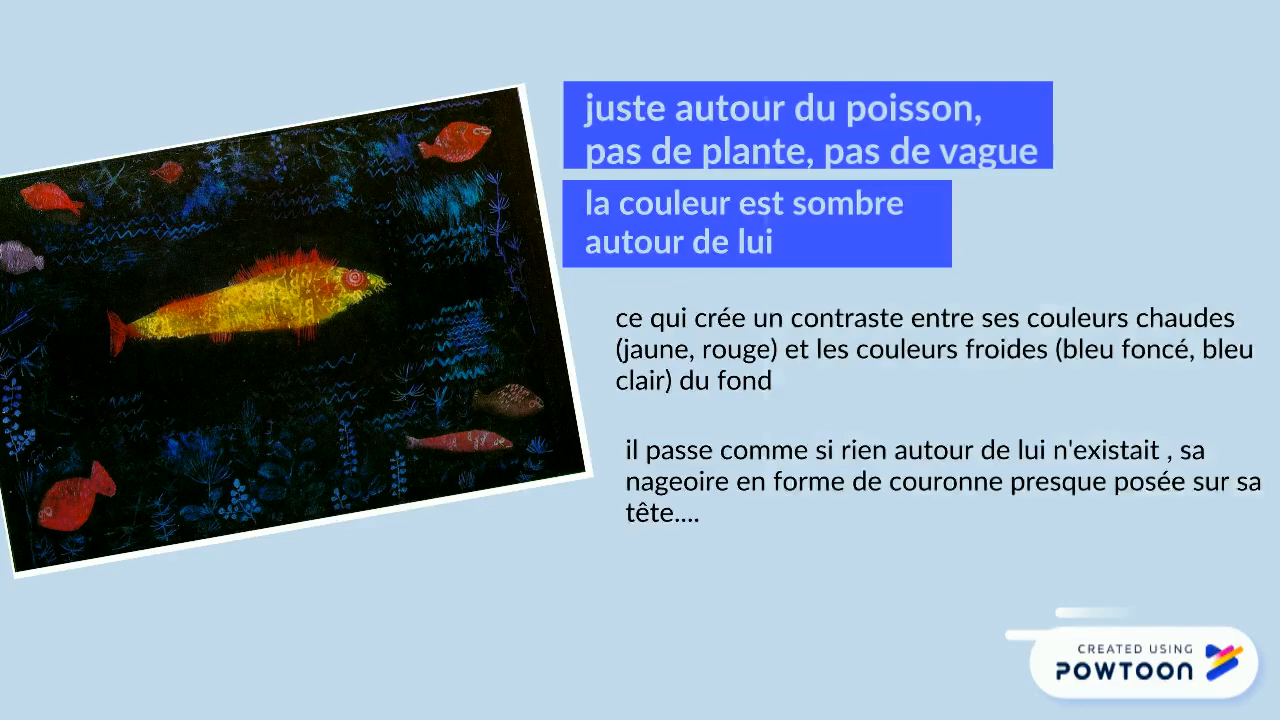 juste autour du poisson,
pas de plante, pas de vague
la couleur est sombre
autour de lui
ce qui crée un contraste entre ses couleurs chaudes
(jaune, rouge) et les couleurs froides (bleu foncé, bleu
clair) du fond
il passe comme si rien autour de lui n'existait , sa
nageoire en forme de couronne presque posée sur sa
tête....
CREATED USING
POWTOON